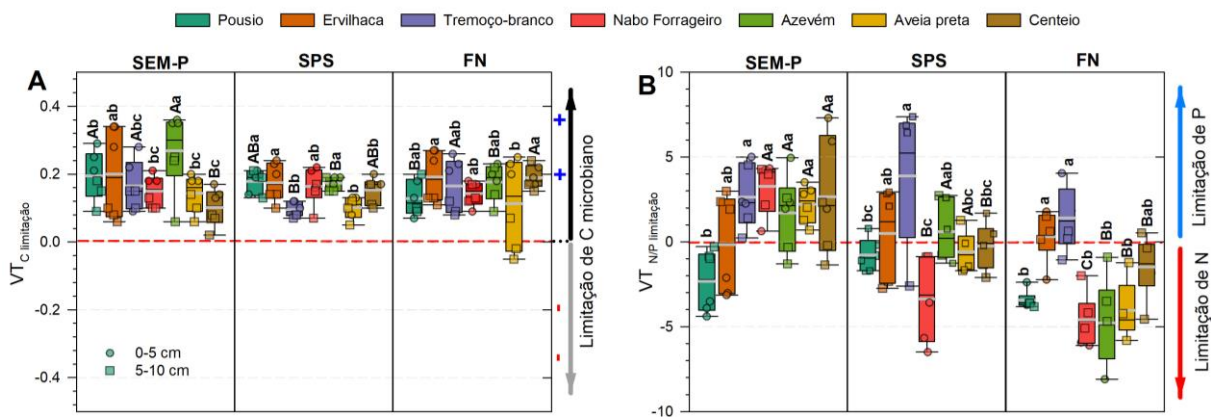 Pousio Ervilhaca Tremoço-branco Nabo Forrageiro Azevém Aveia preta Centeio
A
SEM-P SPS FN
VT C limitação
0.4
0.2
0.0
-0.2
-0.4
Ab ab Abc bc Aa bc Bc
ABa a Bb ab Ba b ABb
Bab a Aab ab Bab b Aa
0-5 cm
5-10 cm
+
+
-
-
Limitação de C microbiano
B
SEM-P SPS FN
VT N/P limitação
10
5
0
-5
-10
b ab a Aa Aa a Aa
bc ab a Bc Aab Abc Bbc
b a a Cb Bb Bb Bab
Limitação de P
Limitação de N